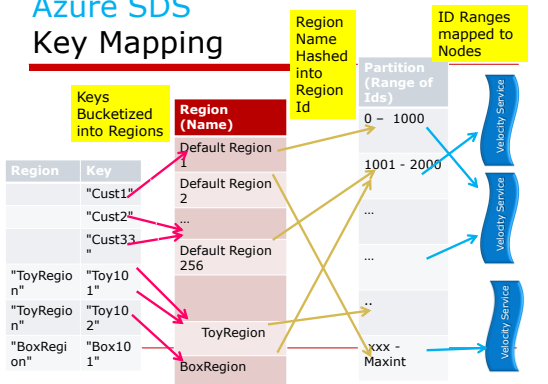 Azure SDS
Key Mapping
Region
Name
Hashed
into
Region
Id
ID Ranges
mapped to
Nodes
Keys
Bucketized
into Regions
Region
(Name)
Default Region
1
Default Region
2
…
Default Region
256
ToyRegion
BoxRegion
Partition
(Range of
Ids)
0 – 1000
1001 - 2000
…
…
..
xxx -
Maxint
Region Key
"Cust1"
"Cust2"
"Cust33
"
"ToyRegio "Toy10
n" 1"
"ToyRegio "Toy10
n" 2"
"BoxRegi "Box10
on" 1"
Velocity Service
Velocity Service
Velocity Service